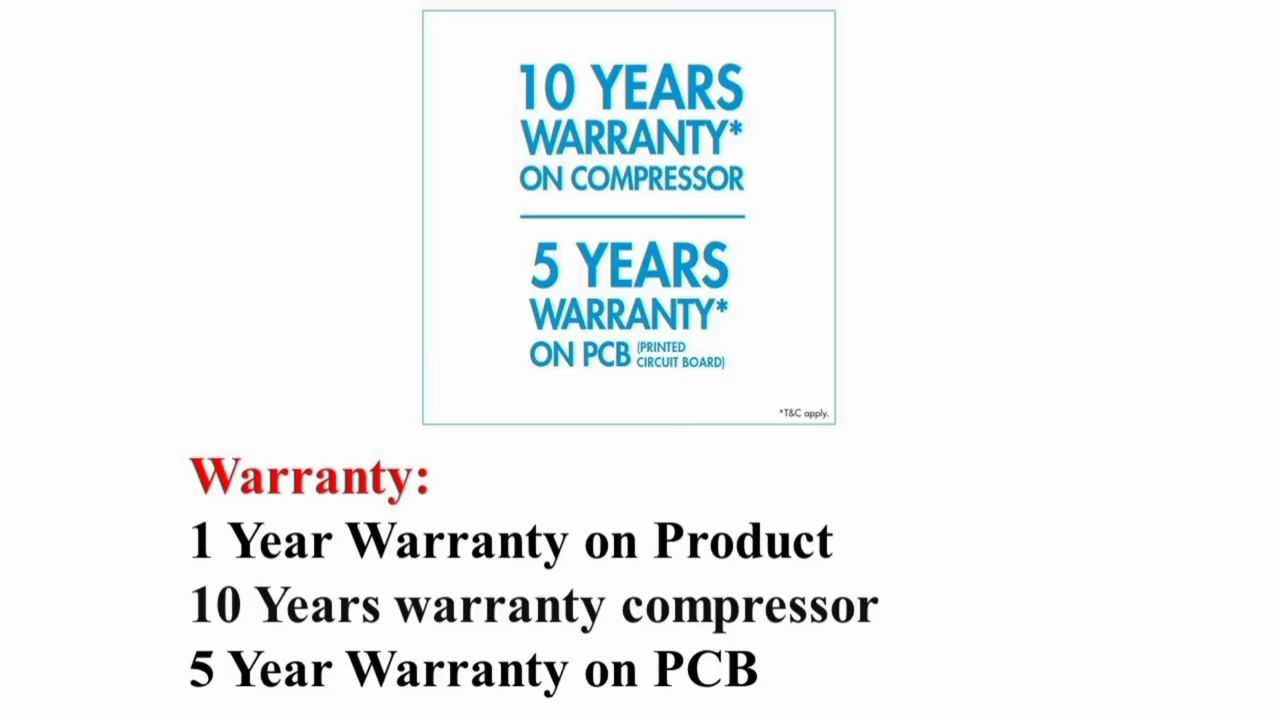 10 YEARS
WARRANTY*
ON COMPRESSOR
5 YEARS
WARRANTY*
ON PCB (PRINTED
CIRCUIT BOARD)
*T&C apply.
Warranty:
1 Year Warranty on Product
10 Years warranty compressor
5 Year Warranty on PCB